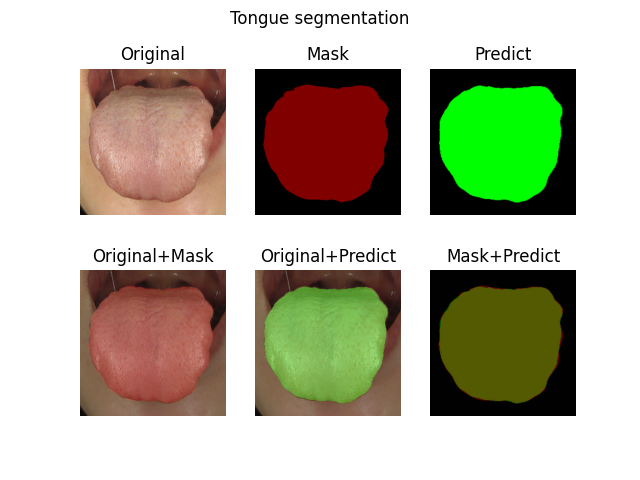 Tongue segmentation
Original
Mask
Predict
Original+Mask
Original+Predict
Mask+Predict